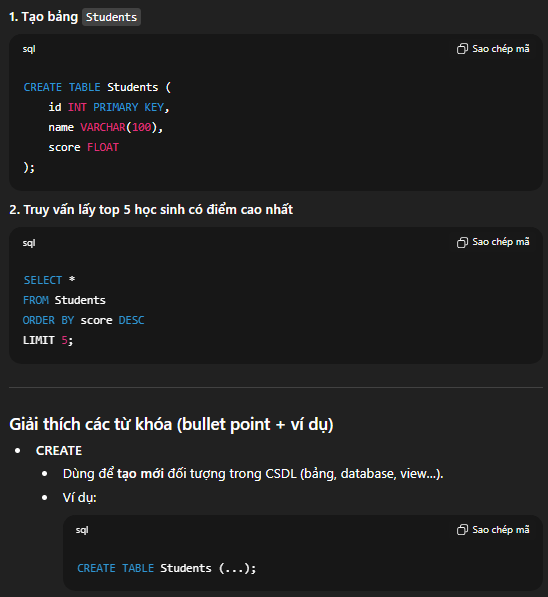 1. Tạo bảng Students
sql
Sao chép mã
CREATE TABLE Students (
    id INT PRIMARY KEY,
    name VARCHAR(100),
    score FLOAT
);
2. Truy vấn lấy top 5 học sinh có điểm cao nhất
sql
Sao chép mã
SELECT *
FROM Students
ORDER BY score DESC
LIMIT 5;
Giải thích các từ khóa (bullet point + ví dụ)
• CREATE
• Dùng để tạo mới đối tượng trong CSDL (bảng, database, view...).
• Ví dụ:
sql
Sao chép mã
CREATE TABLE Students (...);